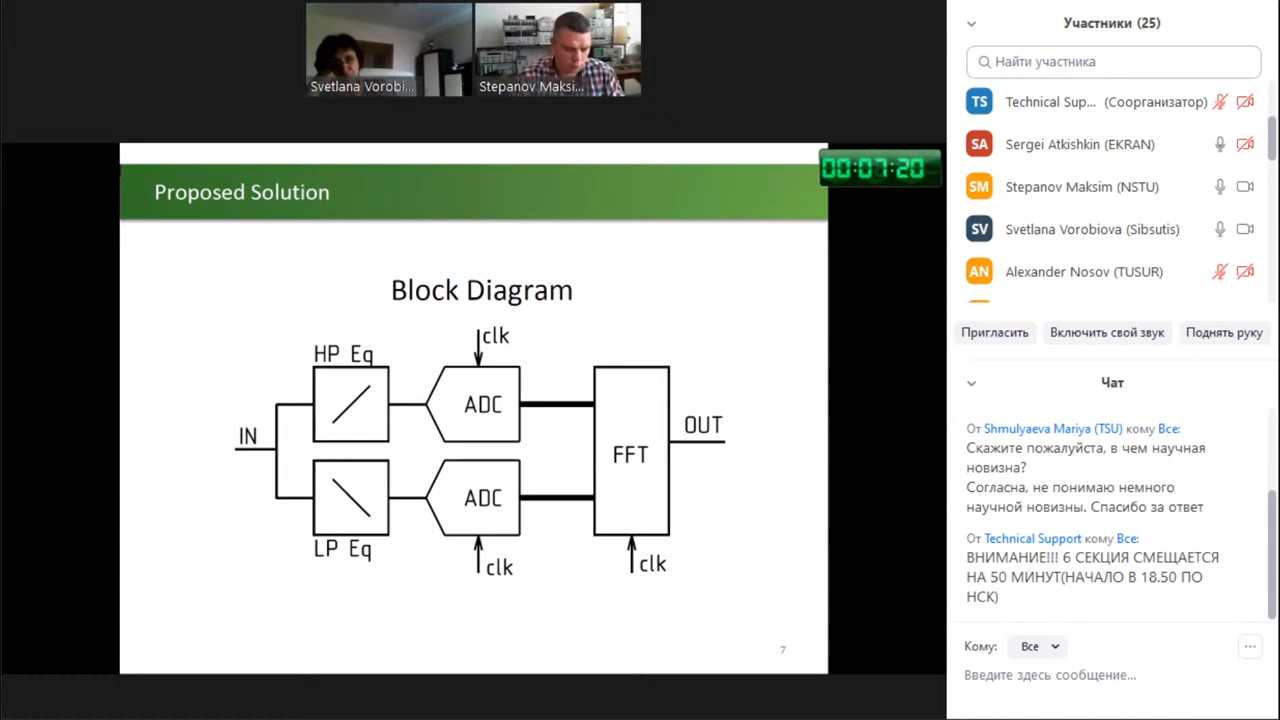 Svetlana Vorobi...
Stepanov Maksi...
Proposed Solution
00:07:20
Block Diagram
HP Eq
clk
ADC
IN
FFT
OUT
ADC
LP Eq
clk
clk
7
Участники (25)
Найти участника
TS Technical Sup... (Соорганизатор)
SA Sergei Atkishkin (EKRAN)
SM Stepanov Maksim (NSTU)
SV Svetlana Vorobiova (Sibsutis)
AN Alexander Nosov (TUSUR)
Пригласить Включить свой звук Поднять руку
Чат
От Shmulyaeva Mariya (TSU) кому Все:
Скажите пожалуйста, в чем научная
новизна?
Согласна, не понимаю немного
научной новизны. Спасибо за ответ
От Technical Support кому Все:
ВНИМАНИЕ!!! 6 СЕКЦИЯ СМЕЩАЕТСЯ
НА 50 МИНУТ(НАЧАЛО В 18.50 ПО
НСК)
Кому: Все
Введите здесь сообщение...